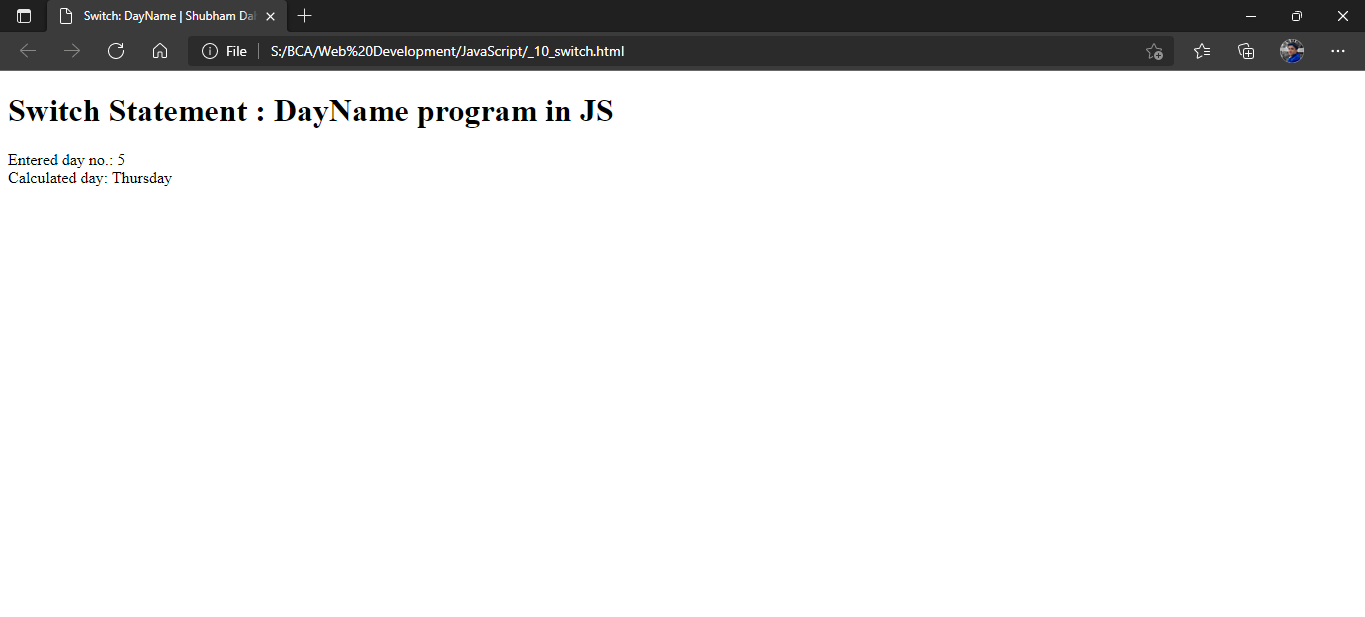 Switch: DayName | Shubham Da
File
S:/BCA/Web%20Development/JavaScript/_10_switch.html
Switch Statement : DayName program in JS
Entered day no.: 5
Calculated day: Thursday